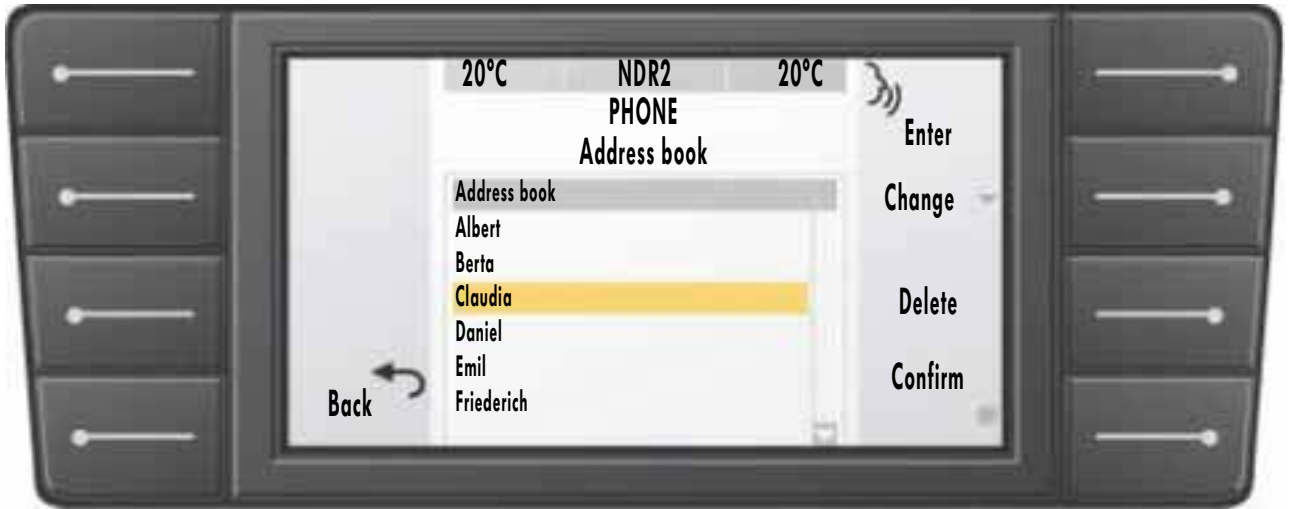 20°C NDR2 20°C
PHONE
Address book
Enter
Change
Delete
Confirm
Back
Address book
Albert
Berta
Claudia
Daniel
Emil
Friederich